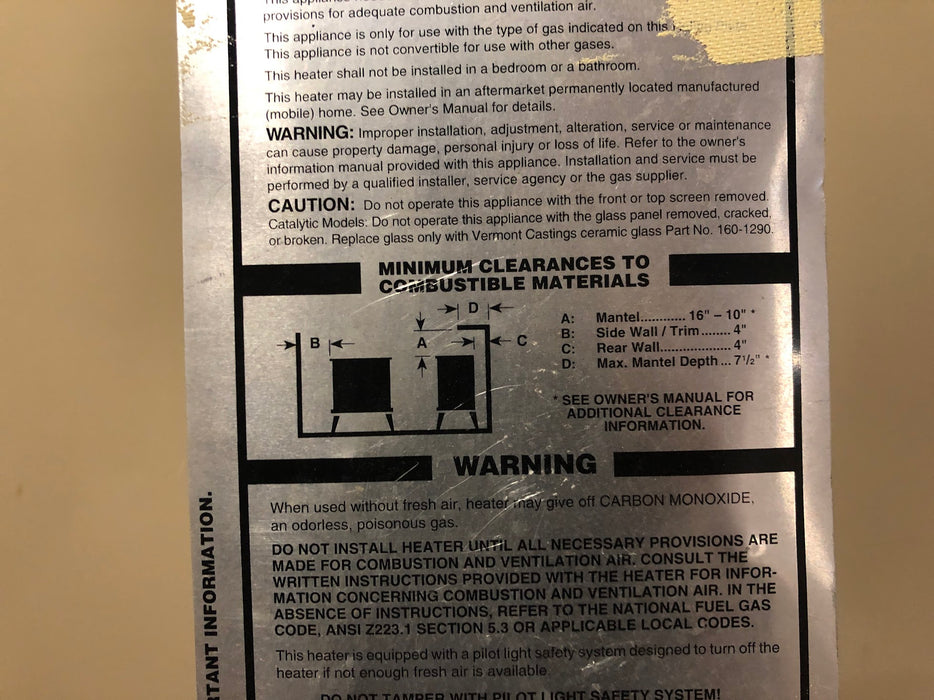 provisions for adequate combustion and ventilation air.
This appliance is only for use with the type of gas indicated on this
This appliance is not convertible for use with other gases.
This heater shall not be installed in a bedroom or a bathroom.
This heater may be installed in an aftermarket permanently located manufactured
(mobile) home. See Owner's Manual for details.
WARNING: Improper installation, adjustment, alteration, service or maintenance
can cause property damage, personal injury or loss of life. Refer to the owner's
information manual provided with this appliance. Installation and service must be
performed by a qualified installer, service agency or the gas supplier.
CAUTION: Do not operate this appliance with the front or top screen removed.
Catalytic Models: Do not operate this appliance with the glass panel removed, cracked,
or broken. Replace glass only with Vermont Castings ceramic glass Part No. 160-1290.
MINIMUM CLEARANCES TO
COMBUSTIBLE MATERIALS
D
B
A
C
A: Mantel............ 16" – 10" *
B: Side Wall / Trim ........ 4"
C: Rear Wall................... 4"
D: Max. Mantel Depth ... 7 1/2" *
* SEE OWNER'S MANUAL FOR
ADDITIONAL CLEARANCE
INFORMATION.
WARNING
When used without fresh air, heater may give off CARBON MONOXIDE,
an odorless, poisonous gas.
DO NOT INSTALL HEATER UNTIL ALL NECESSARY PROVISIONS ARE
MADE FOR COMBUSTION AND VENTILATION AIR. CONSULT THE
WRITTEN INSTRUCTIONS PROVIDED WITH THE HEATER FOR INFOR-
MATION CONCERNING COMBUSTION AND VENTILATION AIR. IN THE
ABSENCE OF INSTRUCTIONS, REFER TO THE NATIONAL FUEL GAS
CODE, ANSI Z223.1 SECTION 5.3 OR APPLICABLE LOCAL CODES.
This heater is equipped with a pilot light safety system designed to turn off the
heater if not enough fresh air is available.
DO NOT TAMPER WITH PILOT LIGHT SAFETY SYSTEM!
RTANT INFORMATION.